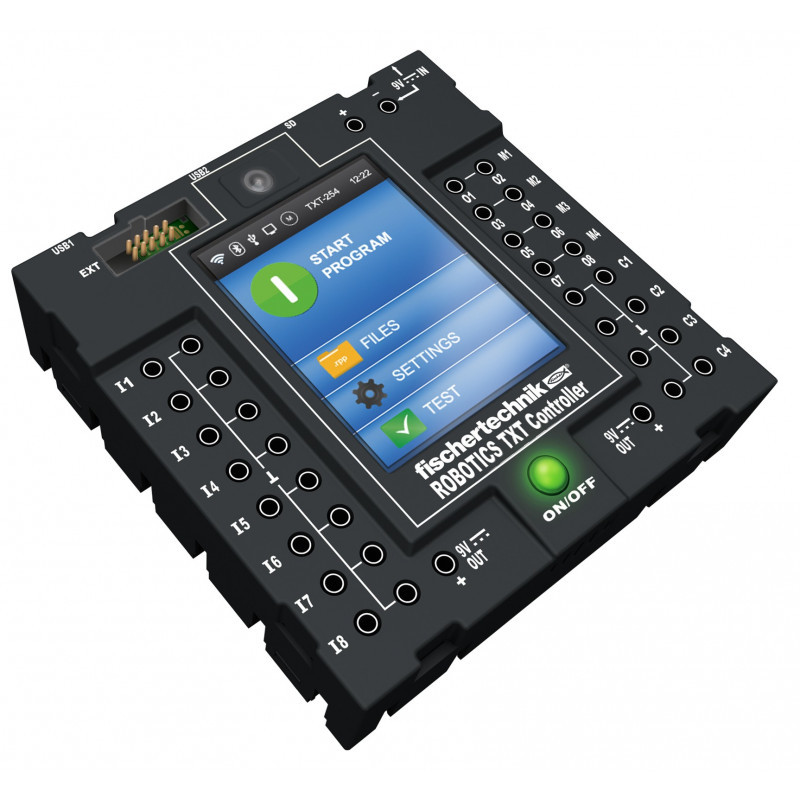 9V IN
+
-
SD
USB2
USB1
EXT
M
TXT-254
12:22
START
PROGRAM
.rpp
FILES
SETTINGS
TEST
fischertechnik
ROBOTICS TXT Controller
ON/OFF
I1
I2
I3
I4
I5
I6
I7
I8
9V
OUT
+
O1
O2
M1
O3
O4
M2
O5
O6
M3
O7
O8
M4
C1
C2
C3
C4
9V
OUT
+